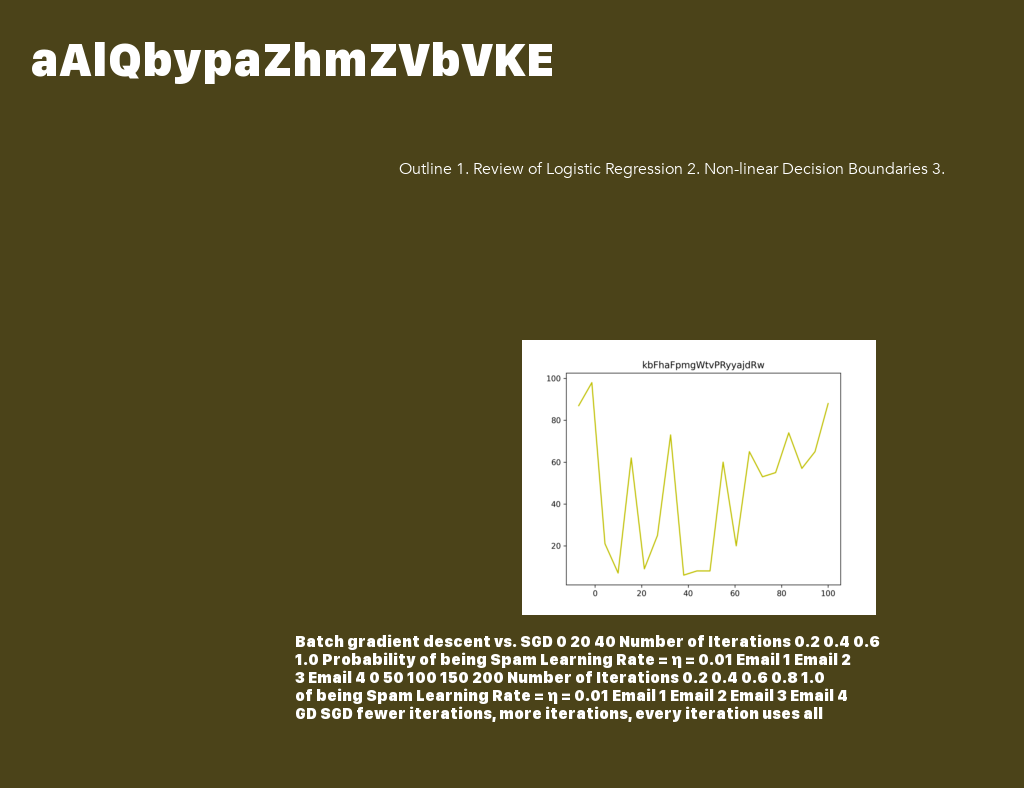 aAlQbypaZhmZVbVKE
Outline 1. Review of Logistic Regression 2. Non-linear Decision Boundaries 3.
kbFhaFpmgWtvPRyyajdRw
100
80
60
40
20
0 20 40 60 80 100
Batch gradient descent vs. SGD 0 20 40 Number of Iterations 0.2 0.4 0.6
1.0 Probability of being Spam Learning Rate = η = 0.01 Email 1 Email 2
3 Email 4 0 50 100 150 200 Number of Iterations 0.2 0.4 0.6 0.8 1.0
of being Spam Learning Rate = η = 0.01 Email 1 Email 2 Email 3 Email 4
GD SGD fewer iterations, more iterations, every iteration uses all